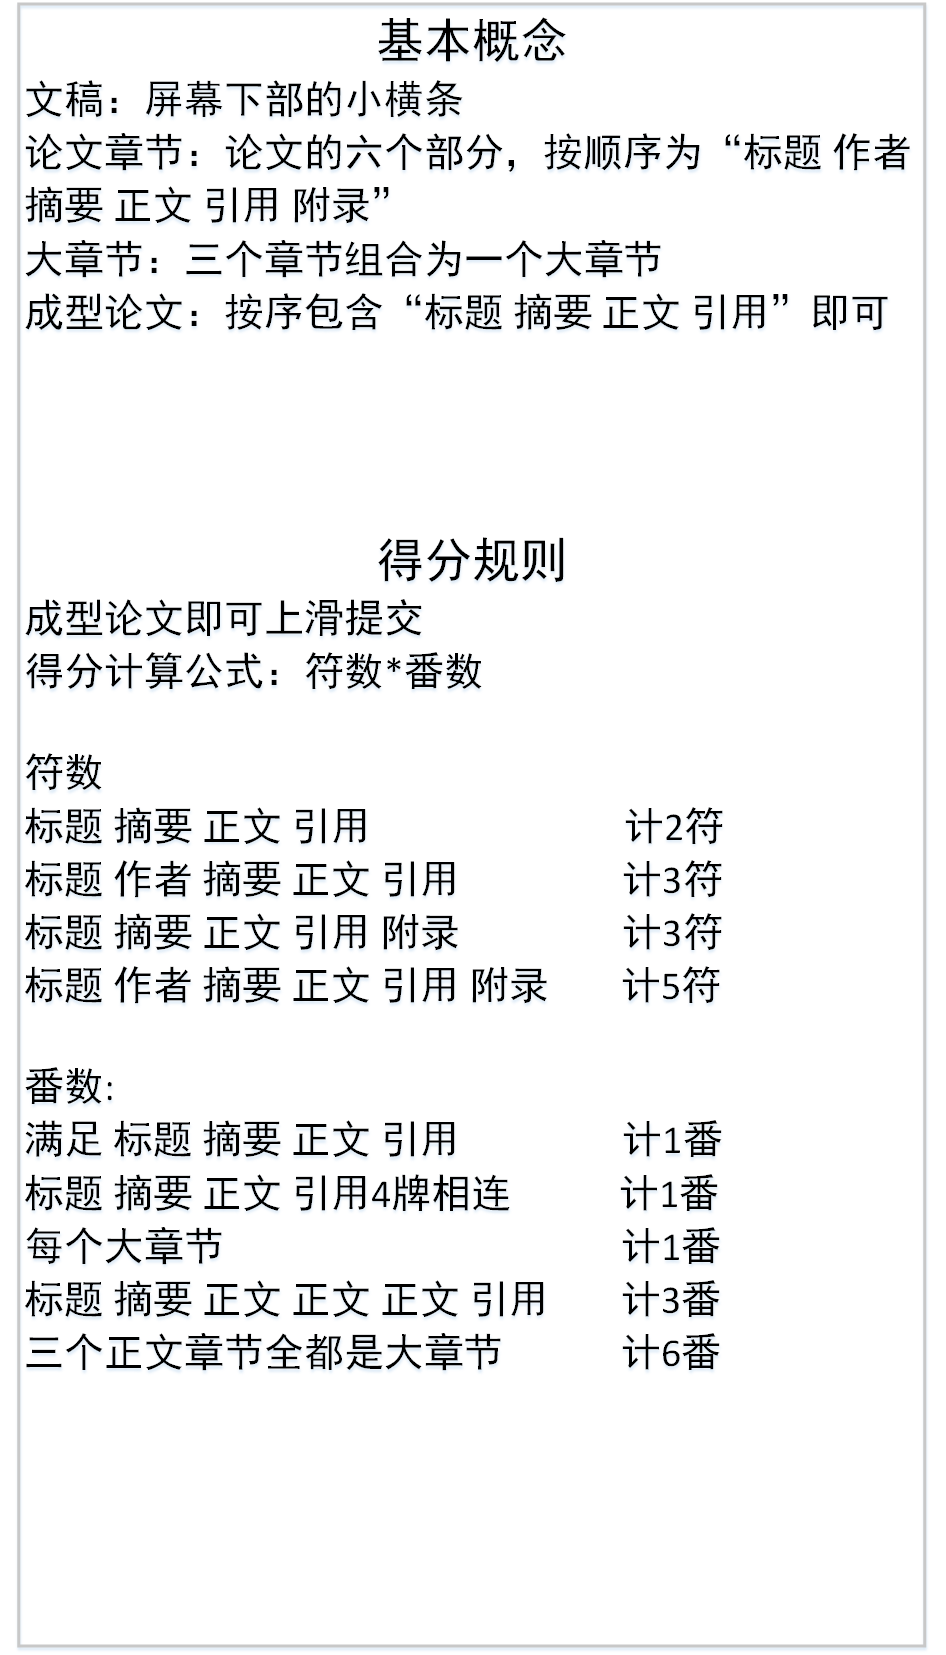 基本概念
文稿：屏幕下部的小横条
论文章节：论文的六个部分，按顺序为“标题 作者
摘要 正文 引用 附录”
大章节：三个章节组合为一个大章节
成型论文：按序包含“标题 摘要 正文 引用”即可
得分规则
成型论文即可上滑提交
得分计算公式：符数*番数
符数
标题 摘要 正文 引用 计2符
标题 作者 摘要 正文 引用 计3符
标题 摘要 正文 引用 附录 计3符
标题 作者 摘要 正文 引用 附录 计5符
番数:
满足 标题 摘要 正文 引用 计1番
标题 摘要 正文 引用4牌相连 计1番
每个大章节 计1番
标题 摘要 正文 正文 正文 引用 计3番
三个正文章节全都是大章节 计6番